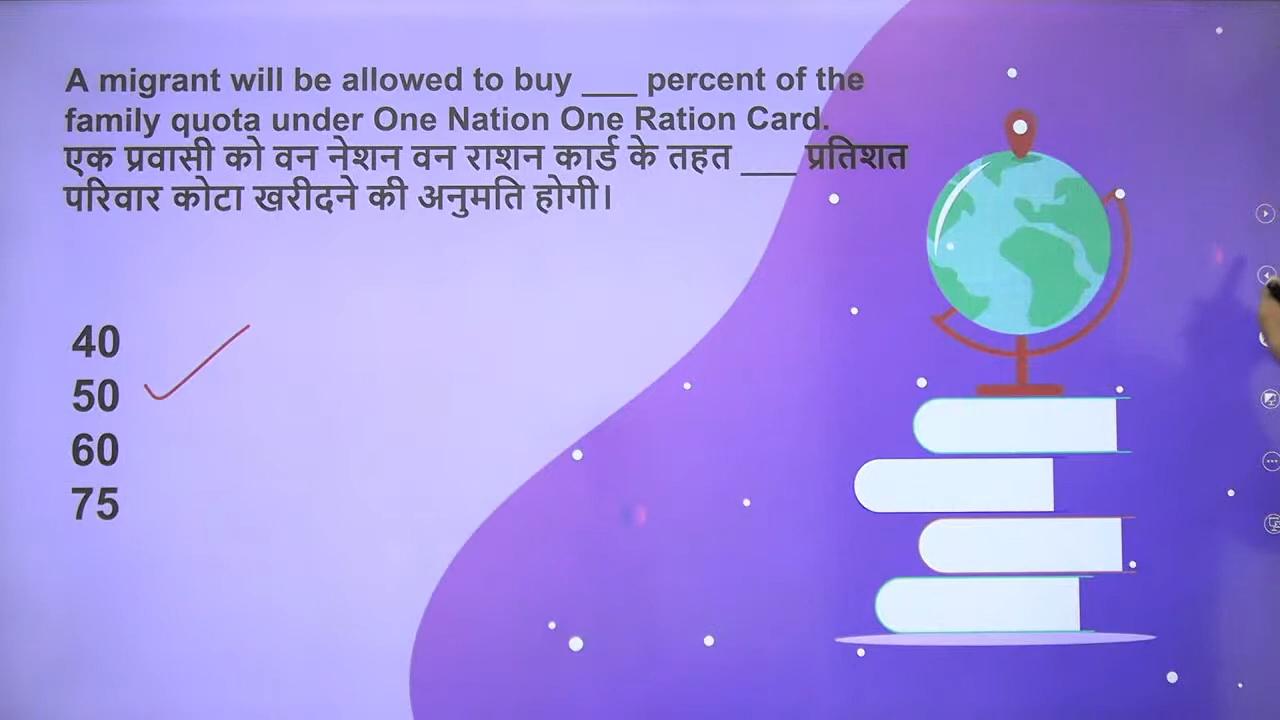 A migrant will be allowed to buy ___ percent of the
family quota under One Nation One Ration Card.
एक प्रवासी को वन नेशन वन राशन कार्ड के तहत ___ प्रतिशत
परिवार कोटा खरीदने की अनुमति होगी।
40
50
60
75